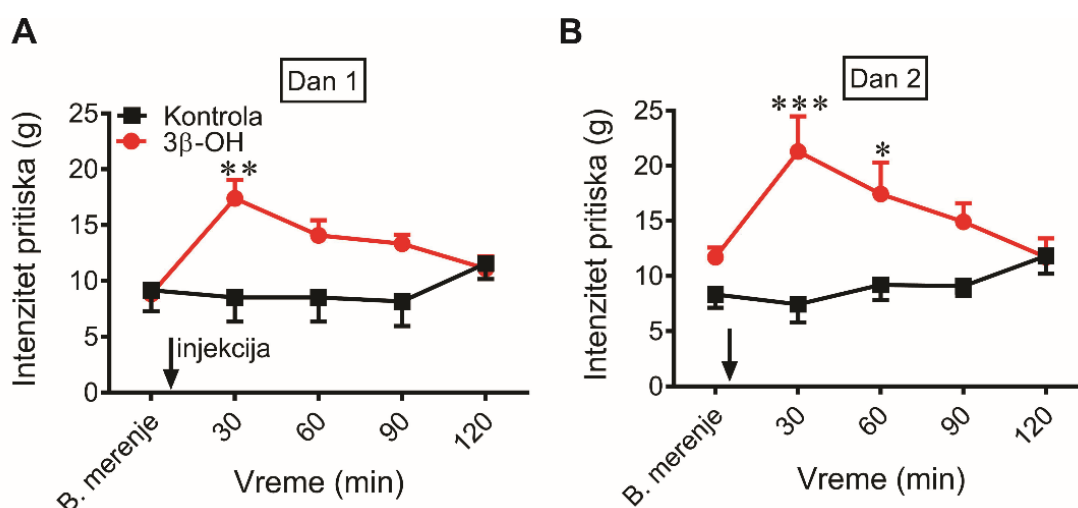 A
Dan 1
Intenzitet pritiska (g)
25
20
15
10
5
0
Kontrola
3β-OH
**
injekcija
B. merenje
30
60
90
120
Vreme (min)
B
Dan 2
Intenzitet pritiska (g)
25
20
15
10
5
0
***
*
B. merenje
30
60
90
120
Vreme (min)